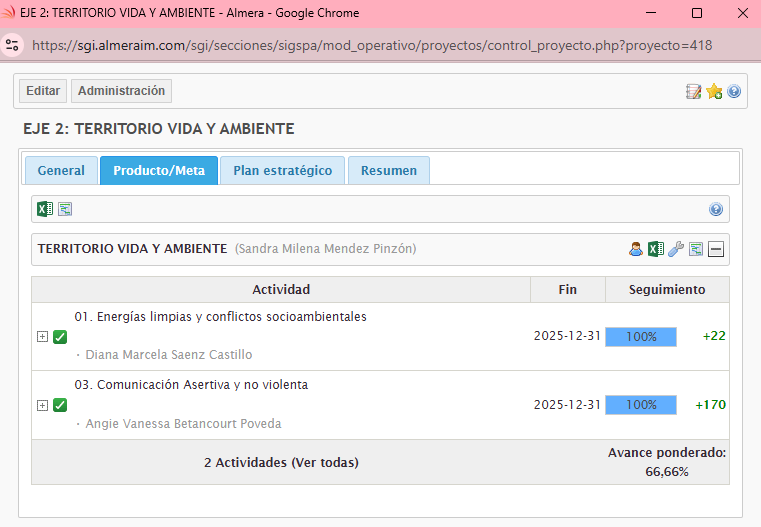 EJE 2: TERRITORIO VIDA Y AMBIENTE - Almera - Google Chrome
https://sgi.almeraim.com/sgi/secciones/sigspa/mod_operativo/proyectos/control_proyecto.php?proyecto=418
Editar Administración
EJE 2: TERRITORIO VIDA Y AMBIENTE
General Producto/Meta Plan estratégico Resumen
TERRITORIO VIDA Y AMBIENTE (Sandra Milena Mendez Pinzón)
Actividad Fin Seguimiento
01. Energías limpias y conflictos socioambientales
2025-12-31 100% +22
· Diana Marcela Saenz Castillo
03. Comunicación Asertiva y no violenta
2025-12-31 100% +170
· Angie Vanessa Betancourt Poveda
2 Actividades (Ver todas) Avance ponderado:
66,66%